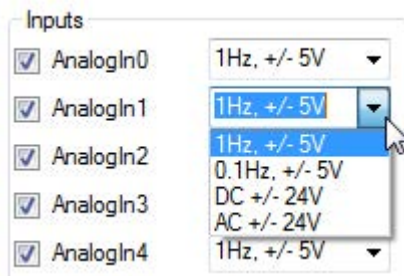 Inputs
AnalogIn0 1Hz, +/- 5V
AnalogIn1 1Hz, +/- 5V
1Hz, +/- 5V
AnalogIn2 0.1Hz, +/- 5V
DC +/- 24V
AnalogIn3 AC +/- 24V
AnalogIn4 1Hz, +/- 5V